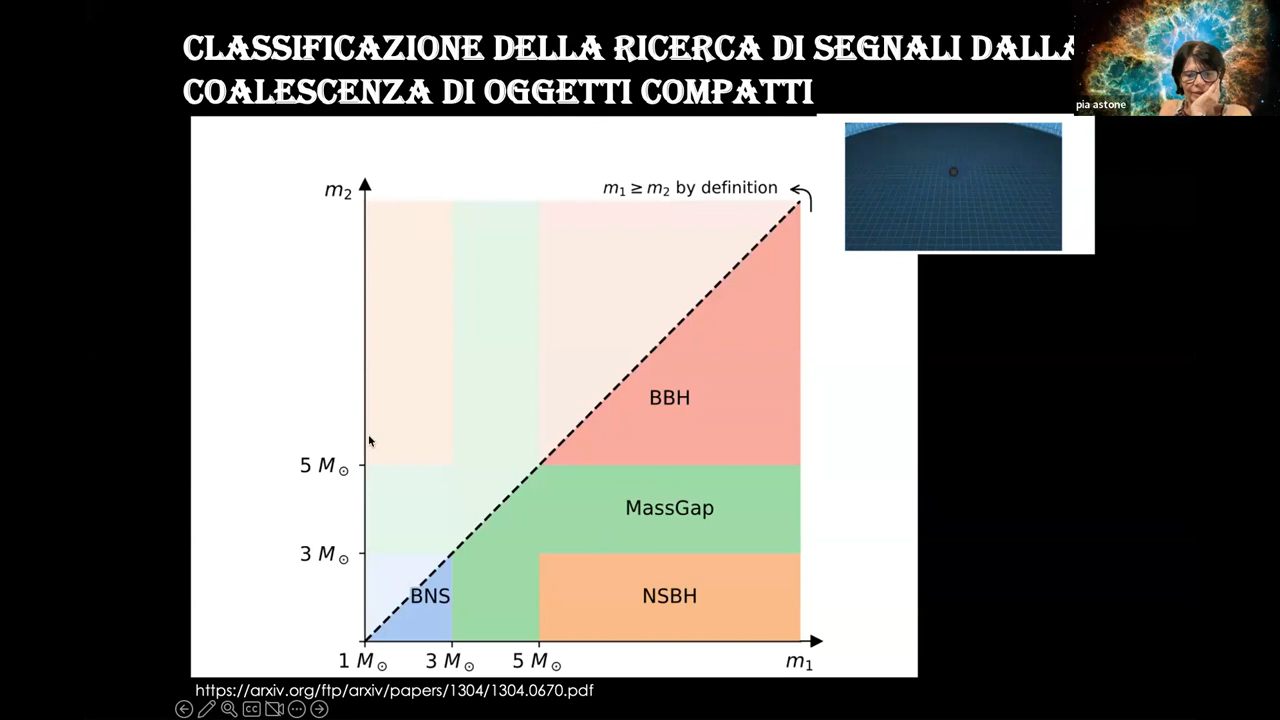 CLASSIFICAZIONE DELLA RICERCA DI SEGNALI DALLA
COALESCENZA DI OGGETTI COMPATTI
pia astone
m₂
m₁ ≥ m₂ by definition
BBH
5 M⊙
MassGap
3 M⊙
BNS
NSBH
1 M⊙ 3 M⊙ 5 M⊙ m₁
https://arxiv.org/ftp/arxiv/papers/1304/1304.0670.pdf
CC